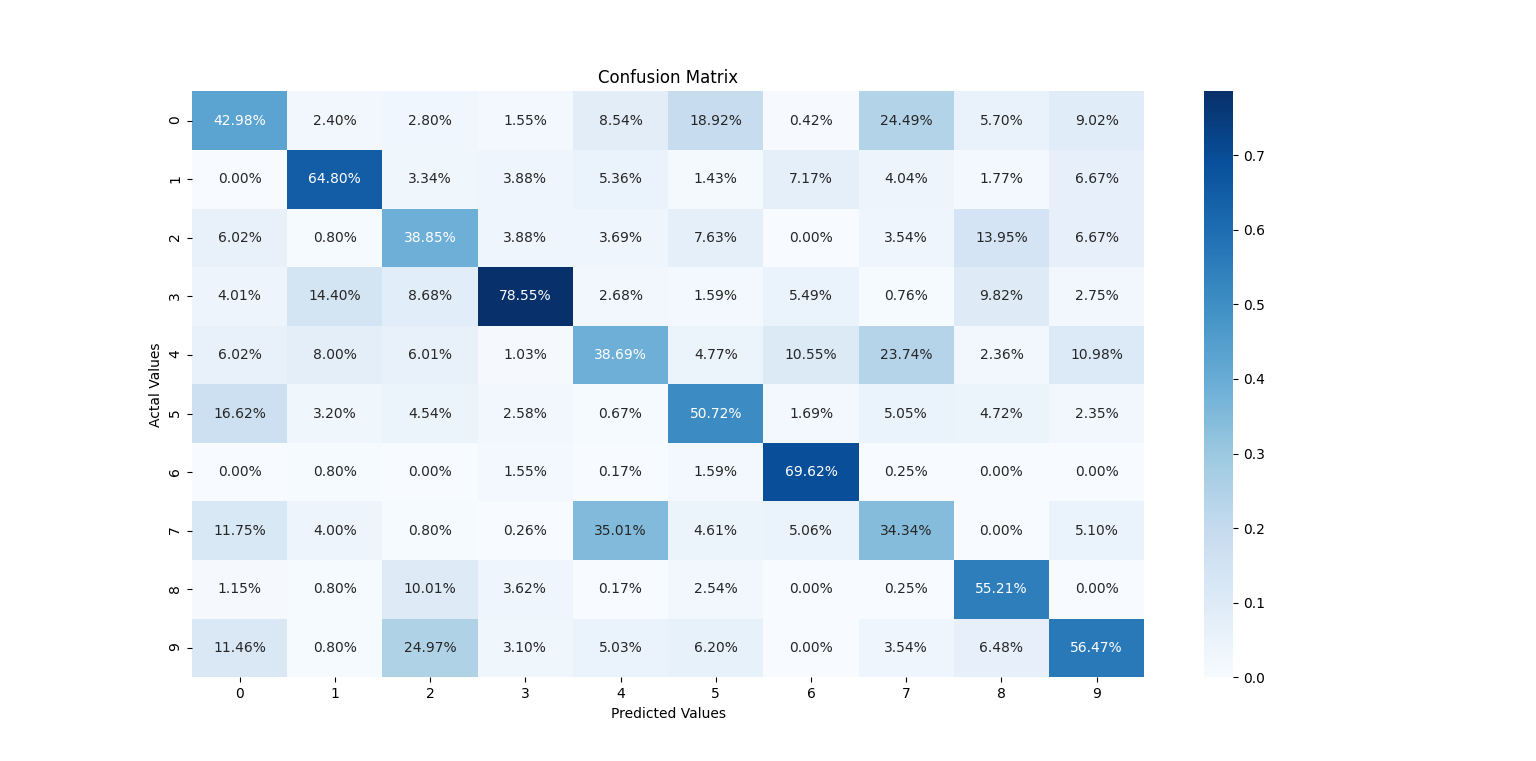 Confusion Matrix
0 42.98% 2.40% 2.80% 1.55% 8.54% 18.92% 0.42% 24.49% 5.70% 9.02%
1 0.00% 64.80% 3.34% 3.88% 5.36% 1.43% 7.17% 4.04% 1.77% 6.67%
2 6.02% 0.80% 38.85% 3.88% 3.69% 7.63% 0.00% 3.54% 13.95% 6.67%
3 4.01% 14.40% 8.68% 78.55% 2.68% 1.59% 5.49% 0.76% 9.82% 2.75%
4 6.02% 8.00% 6.01% 1.03% 38.69% 4.77% 10.55% 23.74% 2.36% 10.98%
5 16.62% 3.20% 4.54% 2.58% 0.67% 50.72% 1.69% 5.05% 4.72% 2.35%
6 0.00% 0.80% 0.00% 1.55% 0.17% 1.59% 69.62% 0.25% 0.00% 0.00%
7 11.75% 4.00% 0.80% 0.26% 35.01% 4.61% 5.06% 34.34% 0.00% 5.10%
8 1.15% 0.80% 10.01% 3.62% 0.17% 2.54% 0.00% 0.25% 55.21% 0.00%
9 11.46% 0.80% 24.97% 3.10% 5.03% 6.20% 0.00% 3.54% 6.48% 56.47%
0 1 2 3 4 5 6 7 8 9
Predicted Values
Actal Values
0.7
0.6
0.5
0.4
0.3
0.2
0.1
0.0